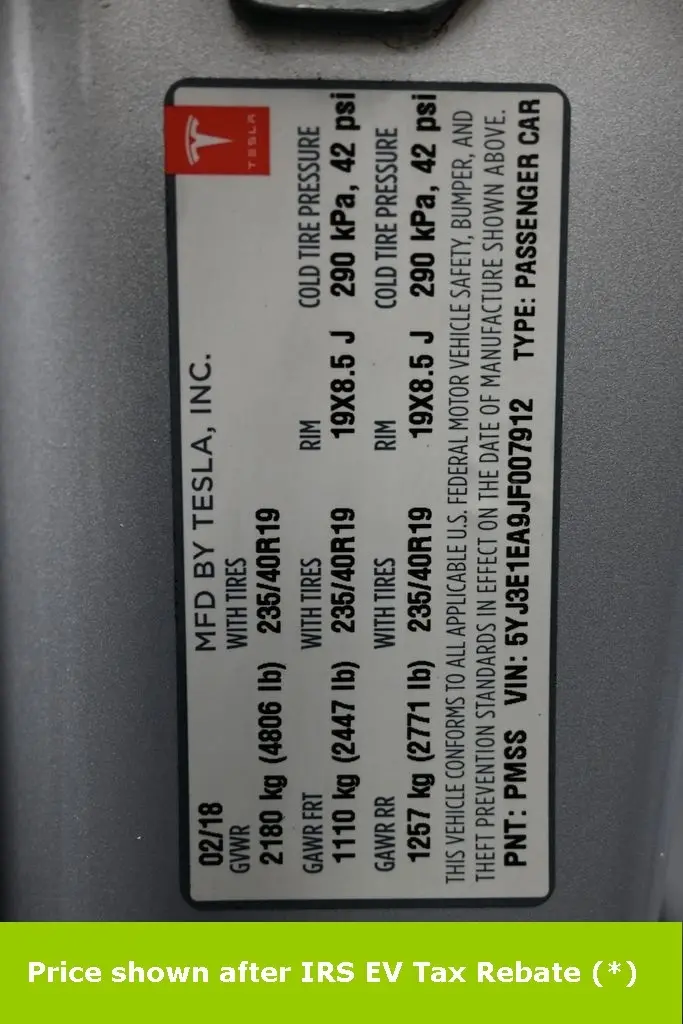 TESLA
02/18 MFD BY TESLA, INC.
GVWR WITH TIRES
2180 kg (4806 lb) 235/40R19
GAWR FRT WITH TIRES RIM COLD TIRE PRESSURE
1110 kg (2447 lb) 235/40R19 19X8.5 J 290 kPa, 42 psi
GAWR RR WITH TIRES RIM COLD TIRE PRESSURE
1257 kg (2771 lb) 235/40R19 19X8.5 J 290 kPa, 42 psi
THIS VEHICLE CONFORMS TO ALL APPLICABLE U.S. FEDERAL MOTOR VEHICLE SAFETY, BUMPER, AND
THEFT PREVENTION STANDARDS IN EFFECT ON THE DATE OF MANUFACTURE SHOWN ABOVE.
PNT: PMSS VIN: 5YJ3E1EA9JF007912 TYPE: PASSENGER CAR
Price shown after IRS EV Tax Rebate (*)